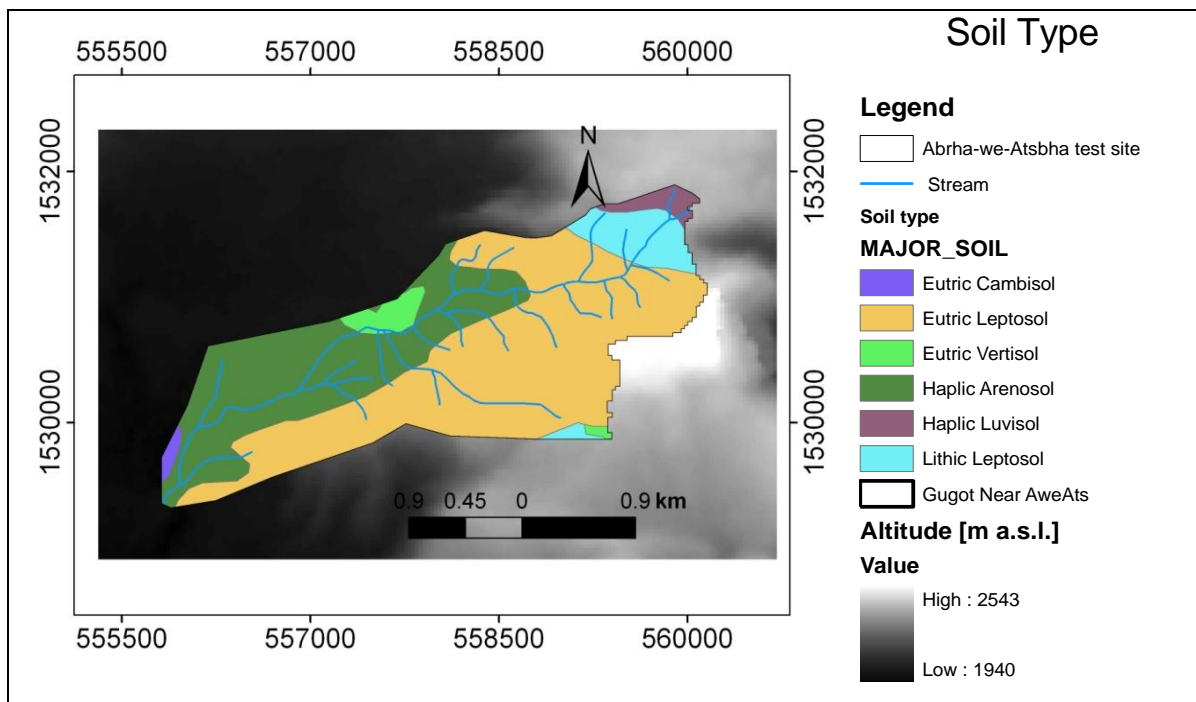 Soil Type
555500 557000 558500 560000
1532000
1532000
N
1530000
1530000
0.9 0.45 0 0.9 km
555500 557000 558500 560000
Legend
Abrha-we-Atsbha test site
Stream
Soil type
MAJOR_SOIL
Eutric Cambisol
Eutric Leptosol
Eutric Vertisol
Haplic Arenosol
Haplic Luvisol
Lithic Leptosol
Gugot Near AweAts
Altitude [m a.s.l.]
Value
High : 2543
Low : 1940